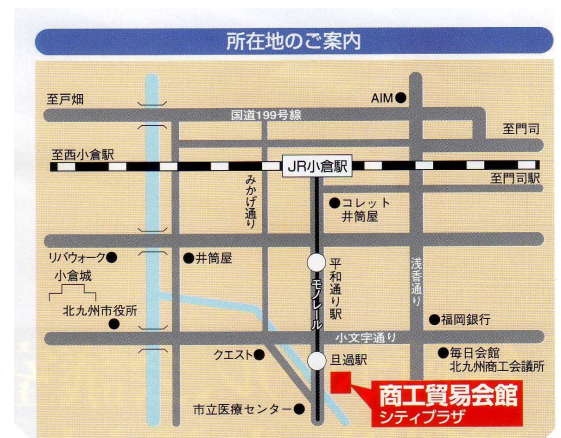 所在地のご案内
至戸畑
AIM
国道199号線
至門司
至西小倉駅
JR小倉駅
至門司駅
みかげ通り
コレット
井筒屋
リバウォーク
井筒屋
平和通り駅
浅香通り
小倉城
モノレール
北九州市役所
福岡銀行
小文字通り
クエスト
旦過駅
毎日会館
北九州商工会議所
商工貿易会館
シティプラザ
市立医療センター